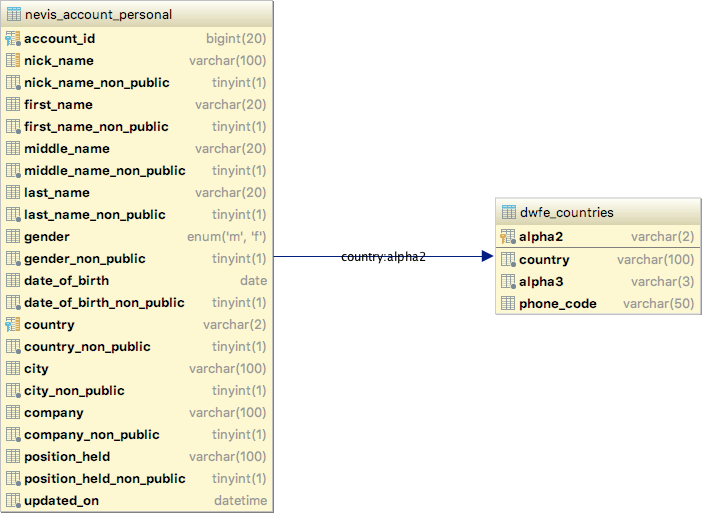 nevis_account_personal
account_id bigint(20)
nick_name varchar(100)
nick_name_non_public tinyint(1)
first_name varchar(20)
first_name_non_public tinyint(1)
middle_name varchar(20)
middle_name_non_public tinyint(1)
last_name varchar(20)
last_name_non_public tinyint(1)
gender enum('m', 'f')
gender_non_public tinyint(1)
date_of_birth date
date_of_birth_non_public tinyint(1)
country varchar(2)
country_non_public tinyint(1)
city varchar(100)
city_non_public tinyint(1)
company varchar(100)
company_non_public tinyint(1)
position_held varchar(100)
position_held_non_public tinyint(1)
updated_on datetime
country:alpha2
dwfe_countries
alpha2 varchar(2)
country varchar(100)
alpha3 varchar(3)
phone_code varchar(50)